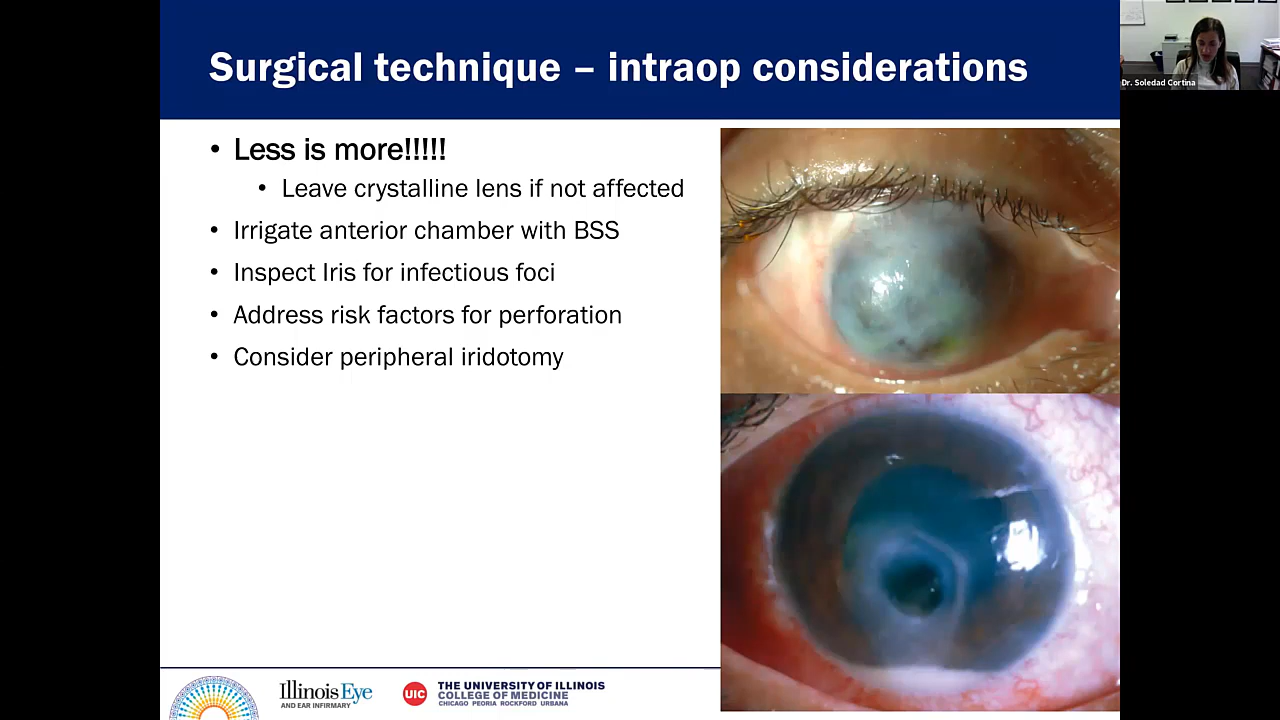 Surgical technique – intraop considerations
Dr. Soledad Cortina
• Less is more!!!!!
• Leave crystalline lens if not affected
• Irrigate anterior chamber with BSS
• Inspect Iris for infectious foci
• Address risk factors for perforation
• Consider peripheral iridotomy
Illinois Eye
AND EAR INFIRMARY
UIC
THE UNIVERSITY OF ILLINOIS
COLLEGE OF MEDICINE
CHICAGO PEORIA ROCKFORD URBANA